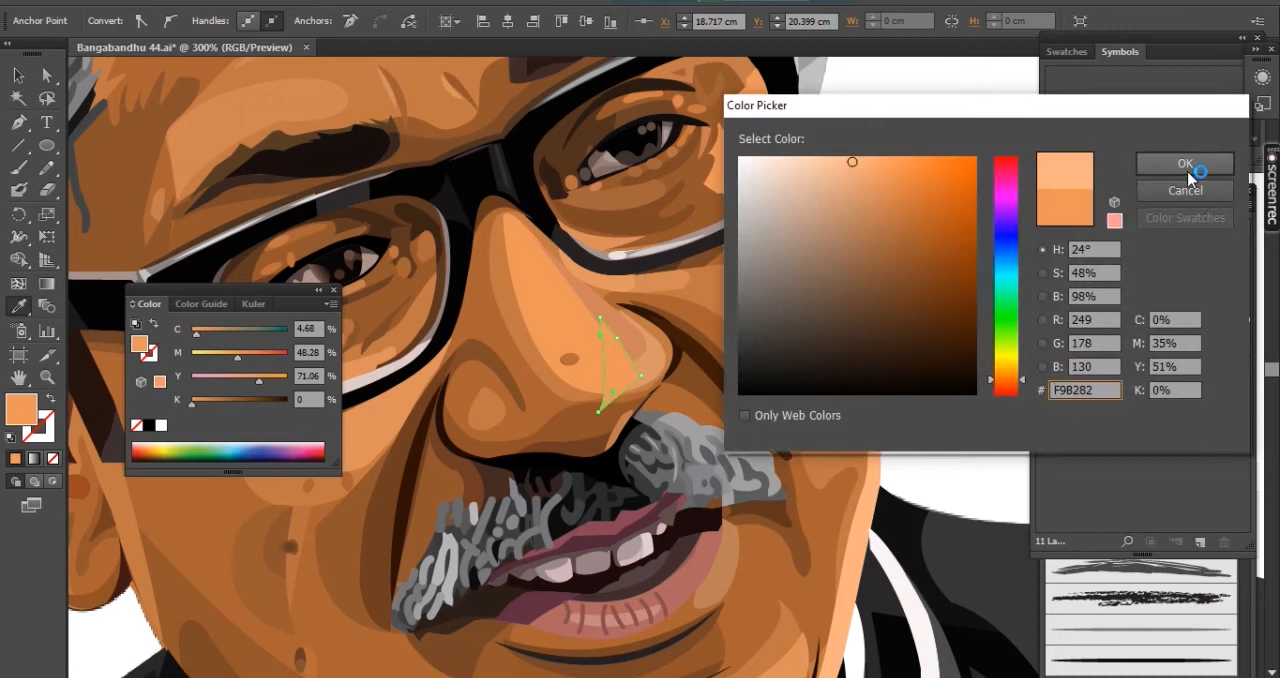 Anchor Point Convert: Handles: Anchors: X: 18.717 cm Y: 20.399 cm W: 0 cm H: 0 cm
Bangabandhu 44.ai* @ 300% (RGB/Preview) ×
Swatches Symbols
Color Picker
Select Color:
OK
Cancel
Color Swatches
H: 24°
S: 48%
B: 98%
R: 249 C: 0%
G: 178 M: 35%
B: 130 Y: 51%
# F9B282 K: 0%
Only Web Colors
Color Color Guide Kuler
C 4.68 %
M 48.28 %
Y 71.06 %
K 0 %
11 La...
screenrec